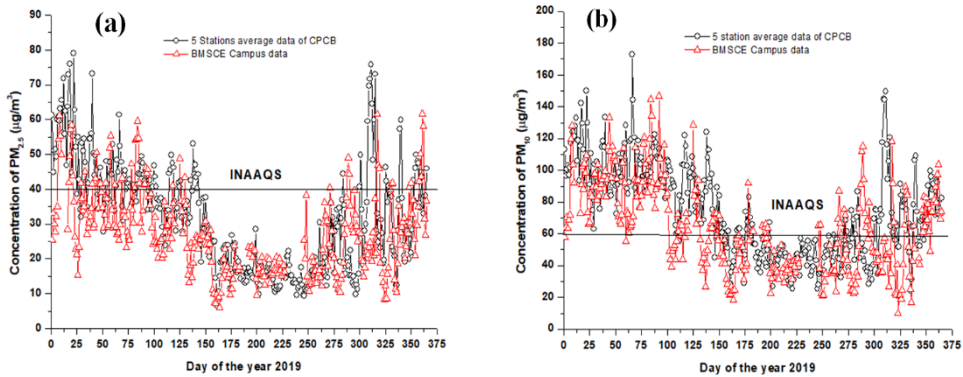 (a)
5 Stations average data of CPCB
BMSCE Campus data
INAAQS
Concentration of PM2.5 (μg/m³)
90
80
70
60
50
40
30
20
10
0
0 25 50 75 100 125 150 175 200 225 250 275 300 325 350 375
Day of the year 2019
(b)
5 station average data of CPCB
BMSCE Campus data
INAAQS
Concentration of PM10 (μg/m³)
200
180
160
140
120
100
80
60
40
20
0
0 25 50 75 100 125 150 175 200 225 250 275 300 325 350 375
Day of the year 2019